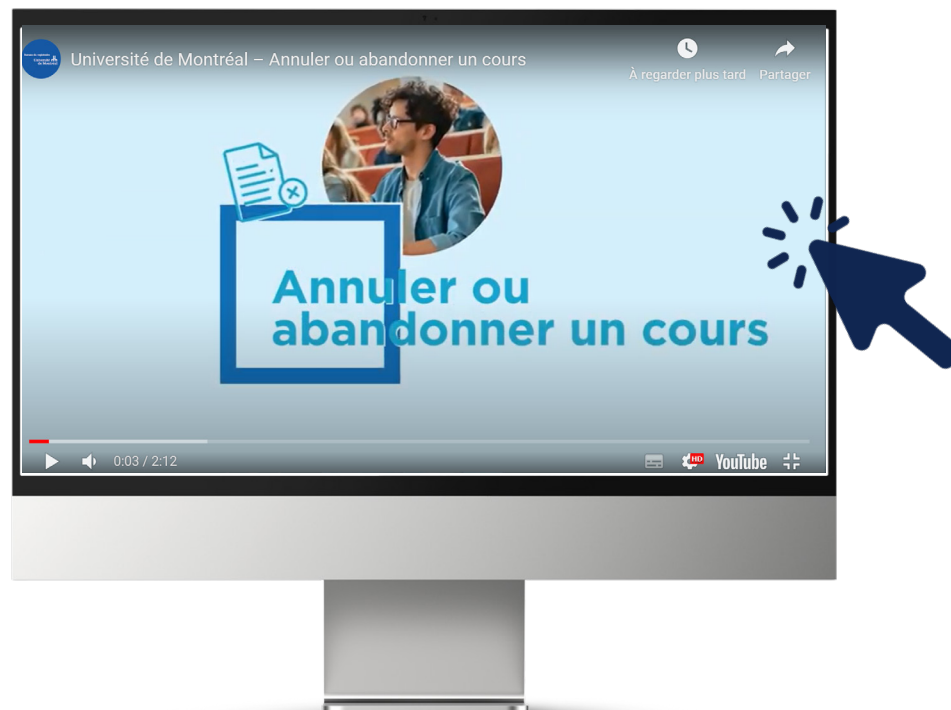 Université de Montréal – Annuler ou abandonner un cours
À regarder plus tard
Partager
Annuler ou
abandonner un cours
0:03 / 2:12
HD
YouTube